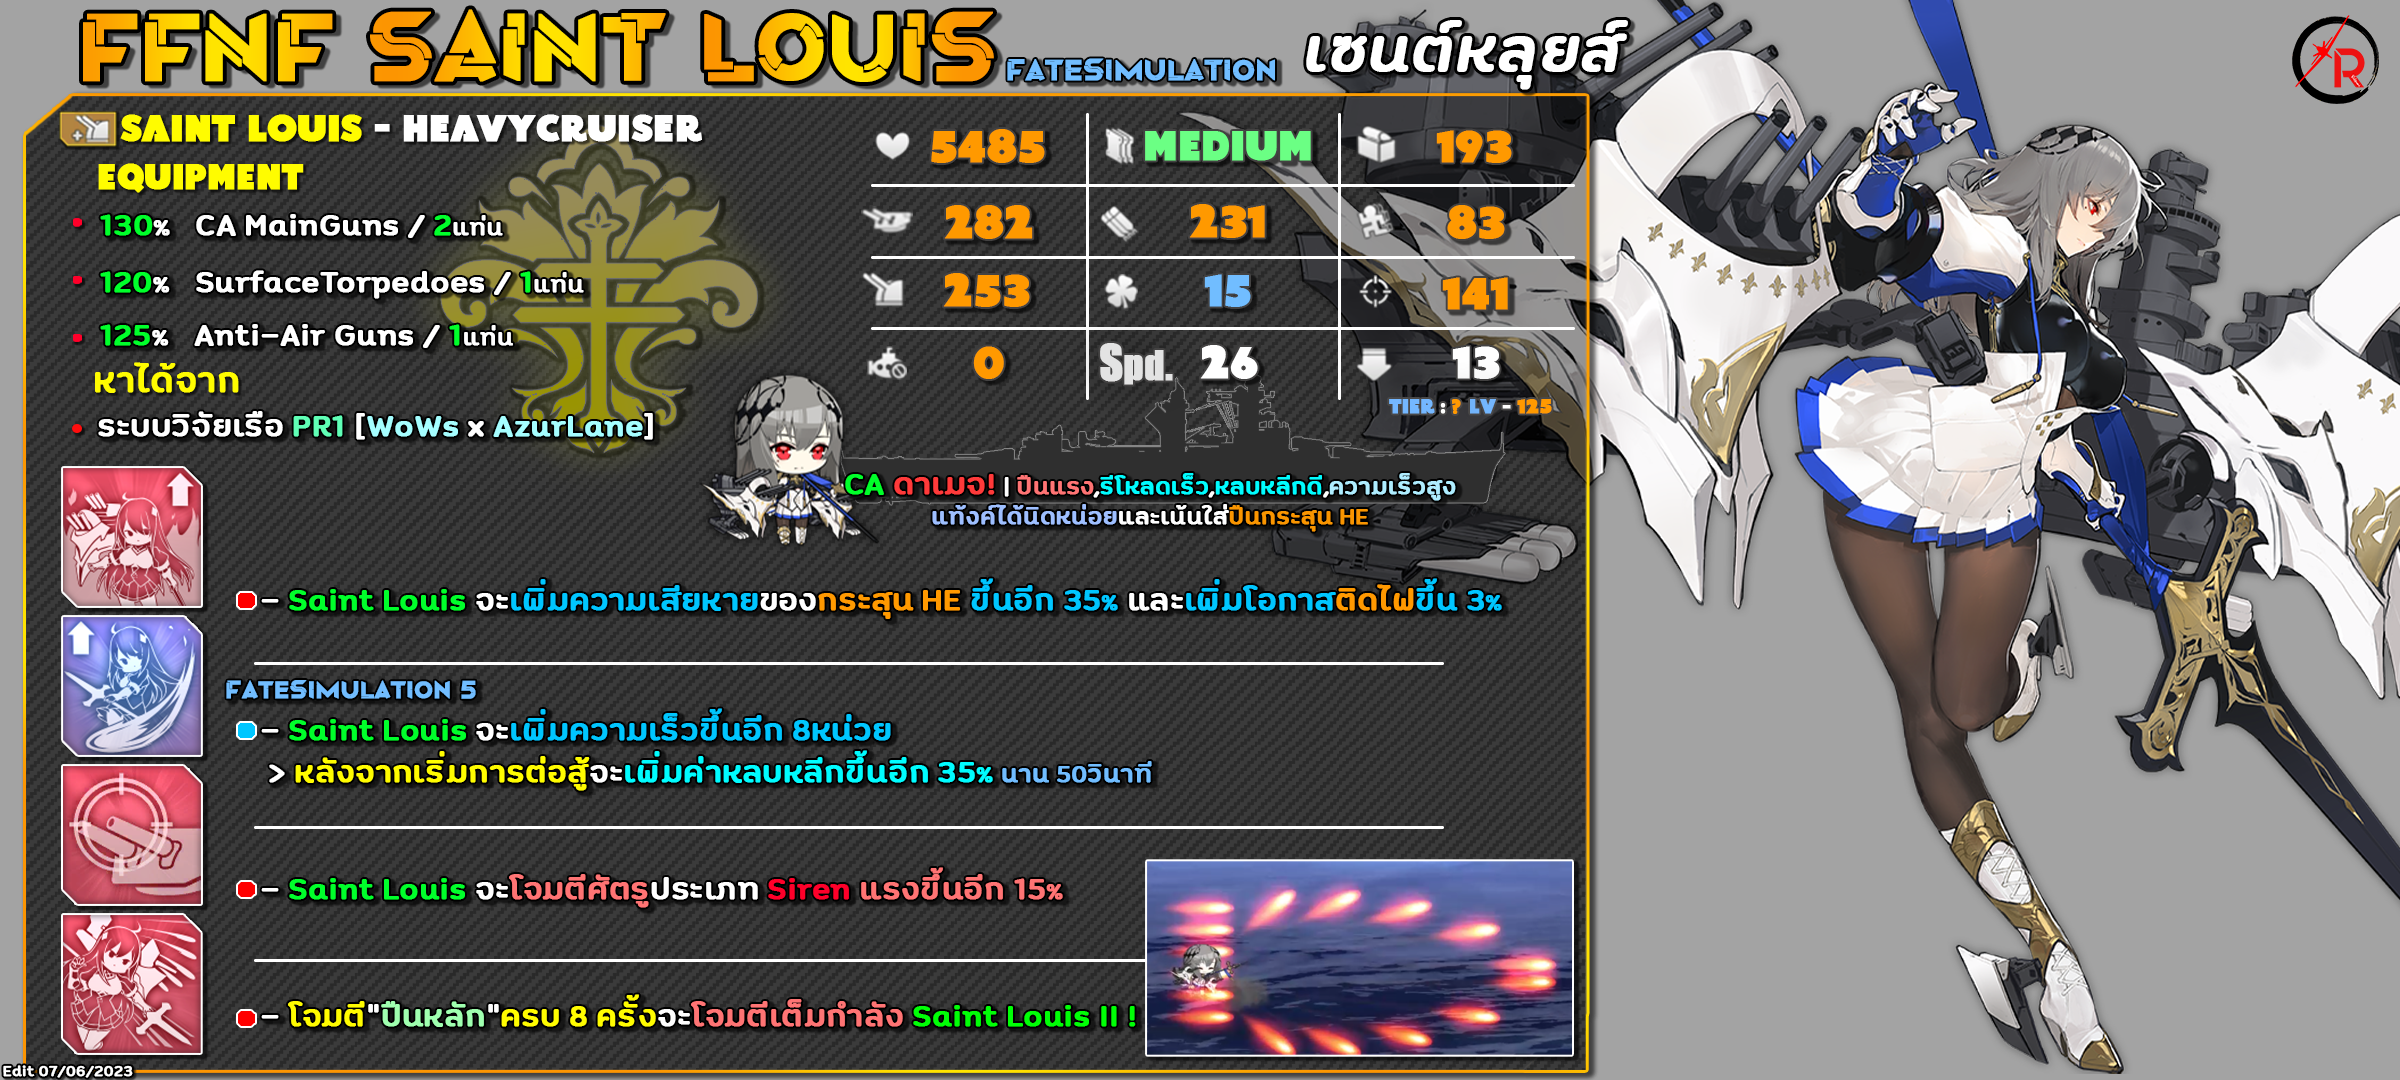 FFNF SAINT LOUIS FATESIMULATION เซนต์หลุยส์
R
SAINT LOUIS - HEAVYCRUISER
EQUIPMENT
130% CA MainGuns / 2แท่น
120% SurfaceTorpedoes / 1แท่น
125% Anti-Air Guns / 1แท่น
หาได้จาก
ระบบวิจัยเรือ PR1 [WoWs x AzurLane]
5485 MEDIUM 193
282 231 83
253 15 141
0 Spd. 26 13
TIER : ? LV - 125
CA ดาเมจ! | ปืนแรง,รีโหลดเร็ว,หลบหลีกดี,ความเร็วสูง
แท้งค์ได้นิดหน่อยและเน้นใส่ปืนกระสุน HE
- Saint Louis จะเพิ่มความเสียหายของกระสุน HE ขึ้นอีก 35% และเพิ่มโอกาสติดไฟขึ้น 3%
FATESIMULATION 5
- Saint Louis จะเพิ่มความเร็วขึ้นอีก 8หน่วย
> หลังจากเริ่มการต่อสู้จะเพิ่มค่าหลบหลีกขึ้นอีก 35% นาน 50วินาที
- Saint Louis จะโจมตีศัตรูประเภท Siren แรงขึ้นอีก 15%
- โจมตี"ปืนหลัก"ครบ 8 ครั้งจะโจมตีเต็มกำลัง Saint Louis II !
Edit 07/06/2023